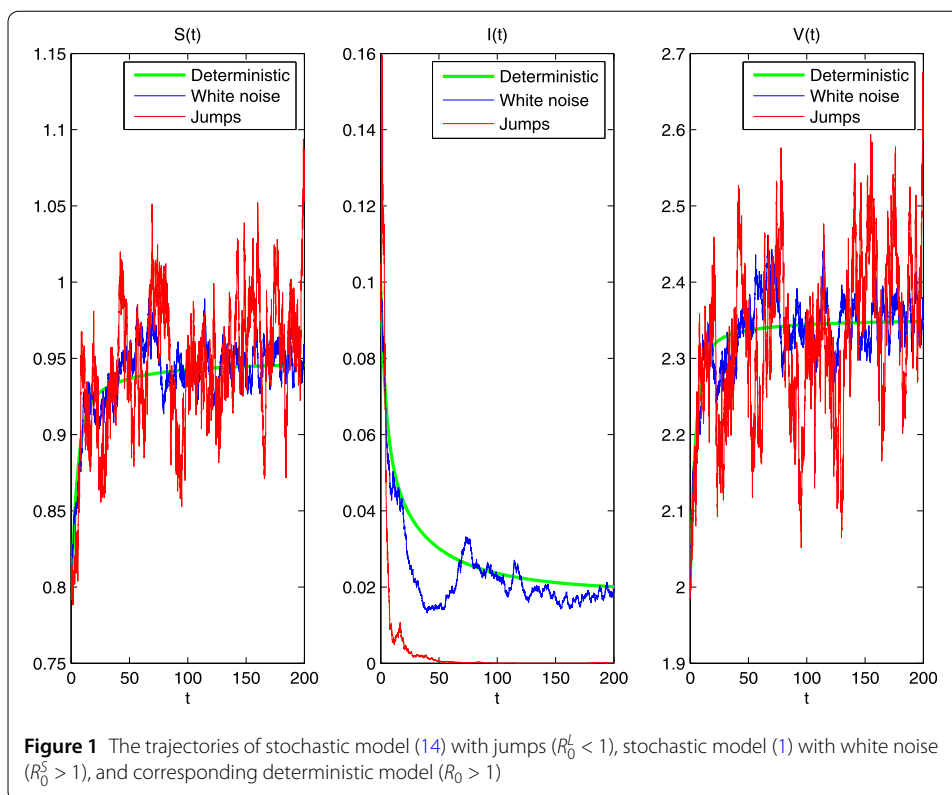 S(t)
1.15
1.1
1.05
1
0.95
0.9
0.85
0.8
0.75
0
50
100
150
200
t
Deterministic
White noise
Jumps
I(t)
0.16
0.14
0.12
0.1
0.08
0.06
0.04
0.02
0
0
50
100
150
200
t
Deterministic
White noise
Jumps
V(t)
2.7
2.6
2.5
2.4
2.3
2.2
2.1
2
1.9
0
50
100
150
200
t
Deterministic
White noise
Jumps
Figure 1 The trajectories of stochastic model (14) with jumps (R₀ᴸ < 1), stochastic model (1) with white noise
(R₀ˢ > 1), and corresponding deterministic model (R₀ > 1)